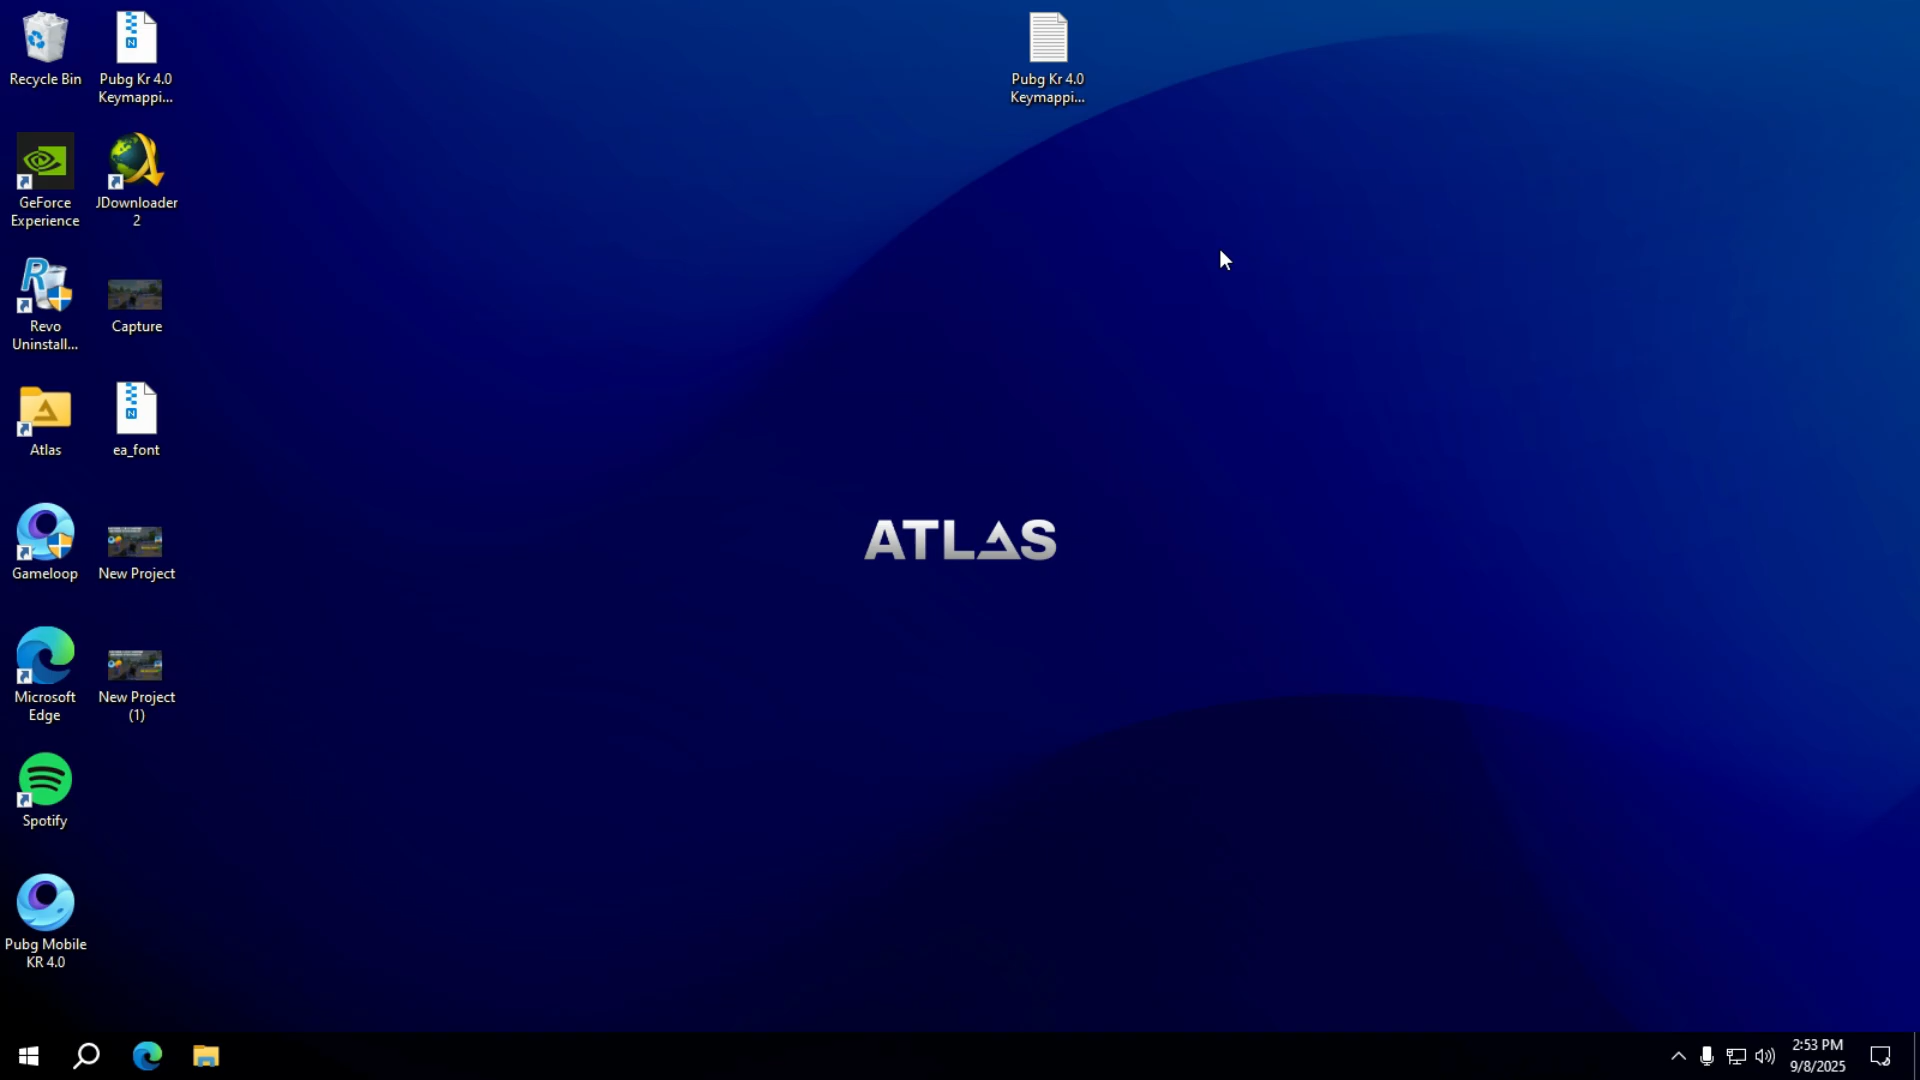 Recycle Bin
Pubg Kr 4.0
Keymappi...
Pubg Kr 4.0
Keymappi...
GeForce
Experience
JDownloader
2
Revo
Uninstall...
Capture
Atlas
ea_font
Gameloop
New Project
ATLAS
Microsoft
Edge
New Project
(1)
Spotify
Pubg Mobile
KR 4.0
2:53 PM
9/8/2025